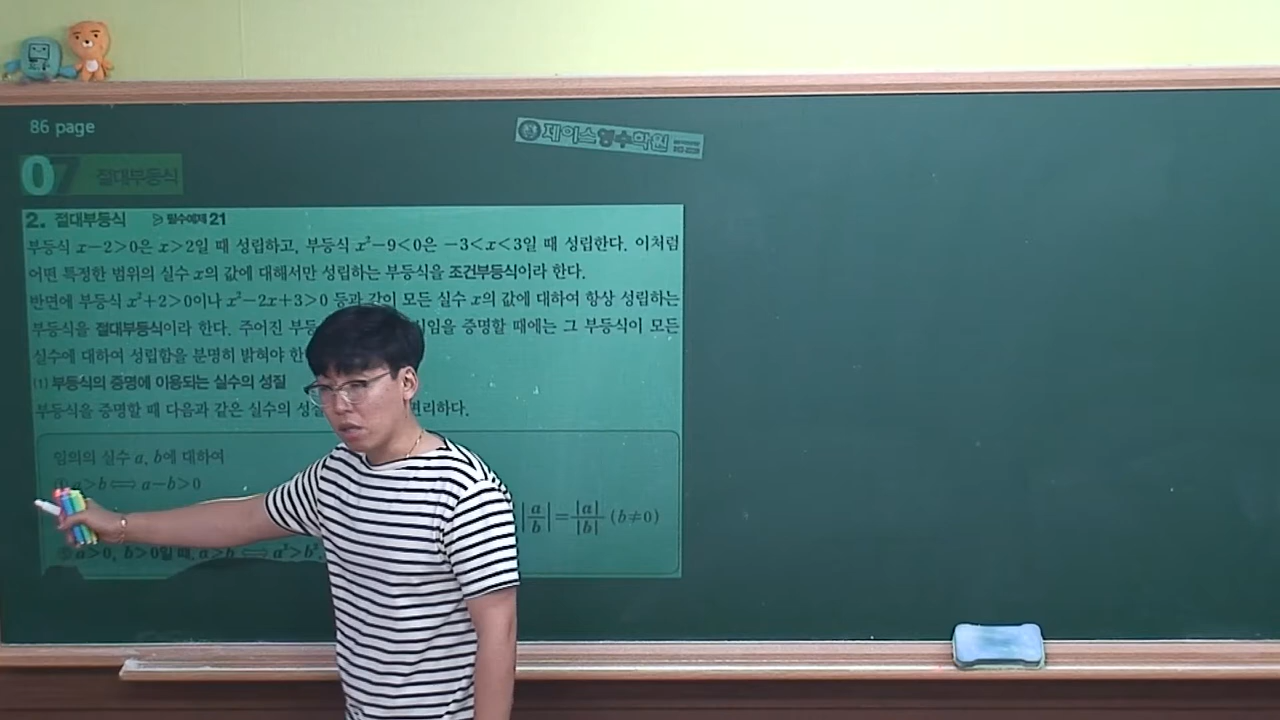 86 page
제이스영수학원
07 절대부등식
2. 절대부등식 필수예제 21
부등식 x−2>0은 x>2일 때 성립하고, 부등식 x²−9<0은 −3<x<3일 때 성립한다. 이처럼
어떤 특정한 범위의 실수 x의 값에 대해서만 성립하는 부등식을 조건부등식이라 한다.
반면에 부등식 x²+2>0이나 x²−2x+3>0 등과 같이 모든 실수 x의 값에 대하여 항상 성립하는
부등식을 절대부등식이라 한다. 주어진 부등 임을 증명할 때에는 그 부등식이 모든
실수에 대하여 성립함을 분명히 밝혀야 한
(1) 부등식의 증명에 이용되는 실수의 성질
부등식을 증명할 때 다음과 같은 실수의 성질 편리하다.
임의의 실수 a, b에 대하여
① a>b ⟺ a−b>0
|a/b|=|a|/|b| (b≠0)
a>0, b>0일 때, a>b ⟺ a²>b²